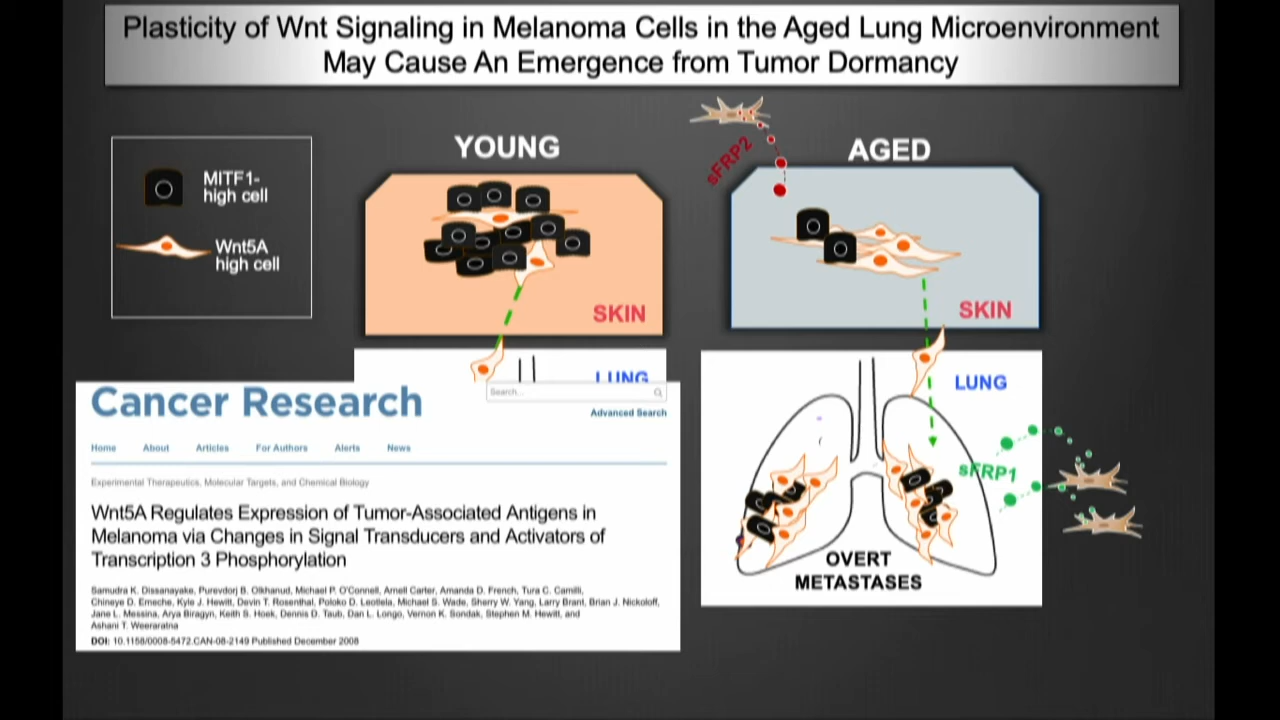 Plasticity of Wnt Signaling in Melanoma Cells in the Aged Lung Microenvironment
May Cause An Emergence from Tumor Dormancy
MITF1-
high cell
Wnt5A
high cell
YOUNG
SKIN
LUNG
sFRP2
AGED
SKIN
LUNG
sFRP1
OVERT
METASTASES
Cancer Research
Search...
Advanced Search
Home About Articles For Authors Alerts News
Experimental Therapeutics, Molecular Targets, and Chemical Biology
Wnt5A Regulates Expression of Tumor-Associated Antigens in
Melanoma via Changes in Signal Transducers and Activators of
Transcription 3 Phosphorylation
Samudra K. Dissanayake, Purevdorj B. Olkhanud, Michael P. O'Connell, Arnell Carter, Amanda D. French, Tura C. Camilli,
Chineye D. Emeche, Kyle J. Hewitt, Devin T. Rosenthal, Poloko D. Leotlela, Michael S. Wade, Sherry W. Yang, Larry Brant, Brian J. Nickoloff,
Jane L. Messina, Arya Biragyn, Keith S. Hoek, Dennis D. Taub, Dan L. Longo, Vernon K. Sondak, Stephen M. Hewitt, and
Ashani T. Weeraratna
DOI: 10.1158/0008-5472.CAN-08-2149 Published December 2008